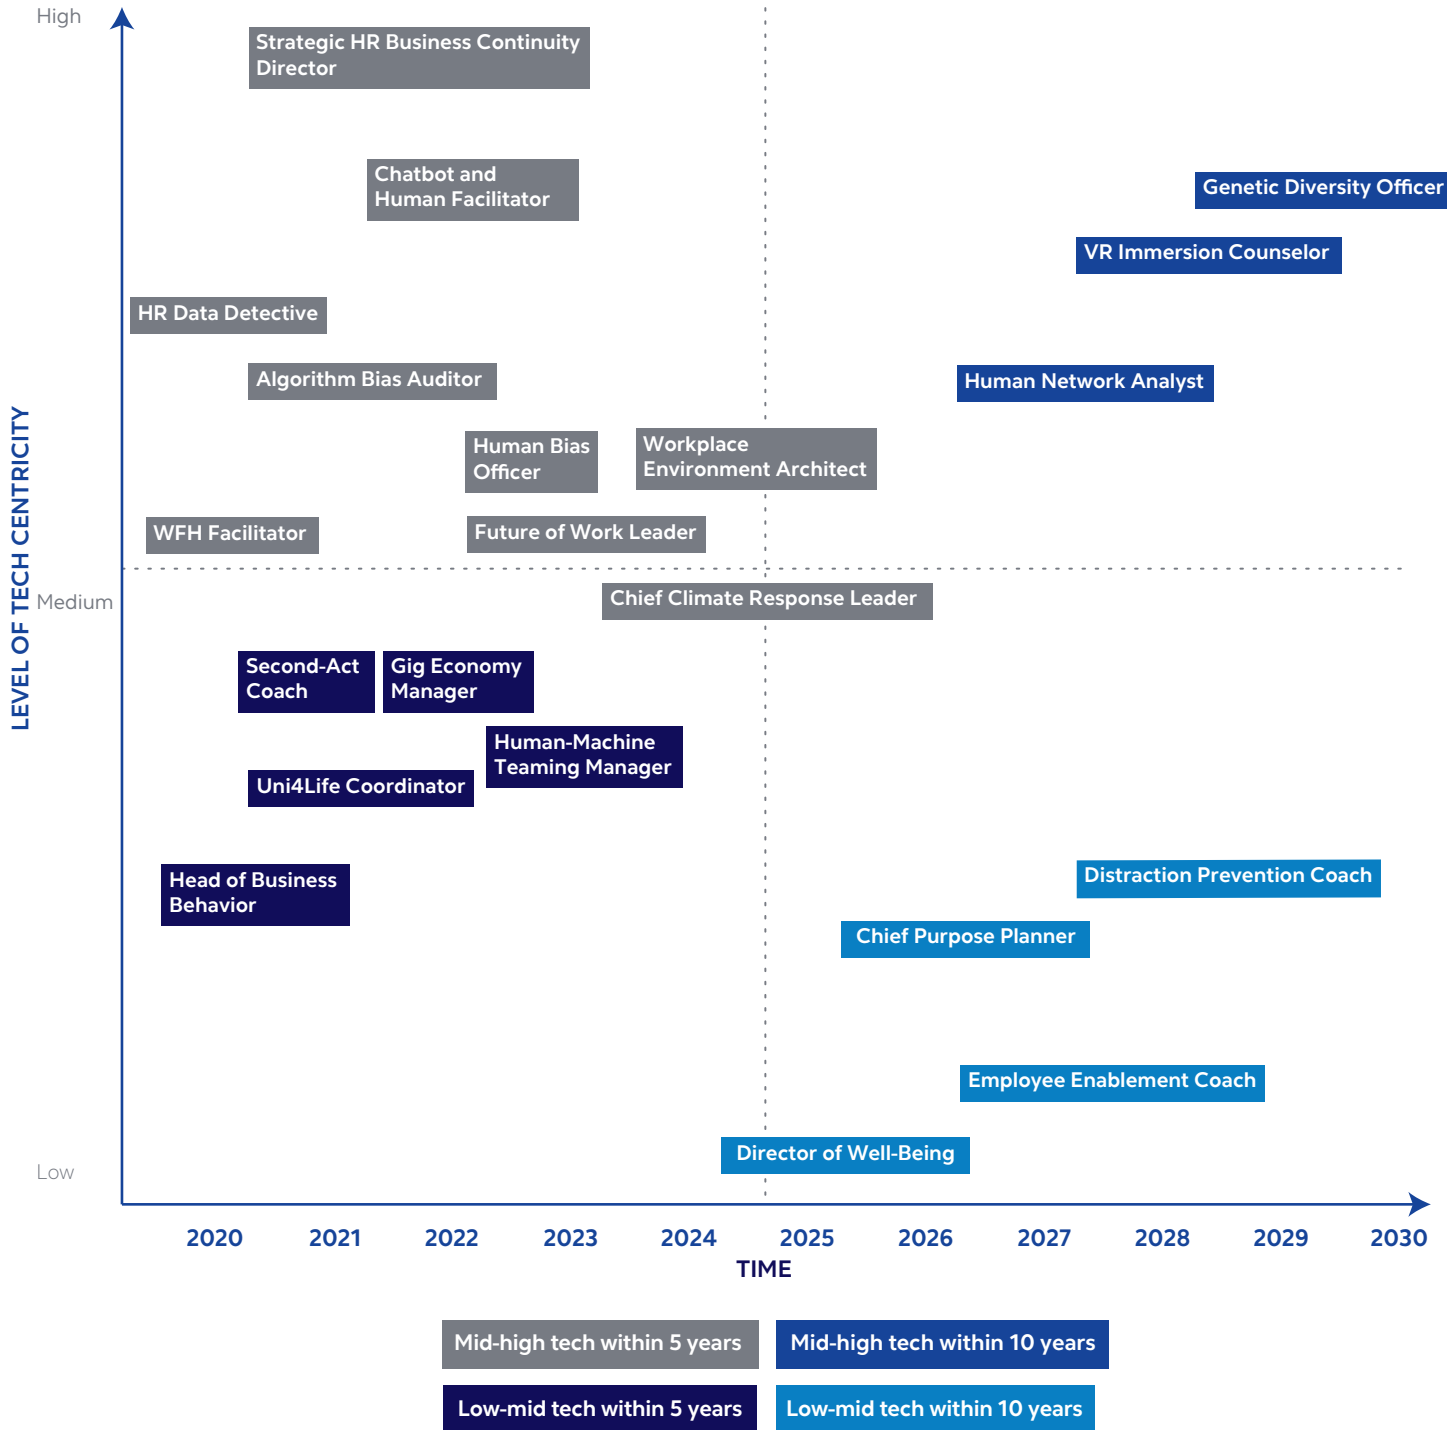 High
Strategic HR Business Continuity
Director
Chatbot and
Human Facilitator
Genetic Diversity Officer
VR Immersion Counselor
HR Data Detective
Algorithm Bias Auditor
Human Network Analyst
Human Bias
Officer
Workplace
Environment Architect
WFH Facilitator
Future of Work Leader
LEVEL OF TECH CENTRICITY
Medium
Chief Climate Response Leader
Second-Act
Coach
Gig Economy
Manager
Human-Machine
Teaming Manager
Uni4Life Coordinator
Head of Business
Behavior
Distraction Prevention Coach
Chief Purpose Planner
Employee Enablement Coach
Director of Well-Being
Low
2020 2021 2022 2023 2024 2025 2026 2027 2028 2029 2030
TIME
Mid-high tech within 5 years
Mid-high tech within 10 years
Low-mid tech within 5 years
Low-mid tech within 10 years